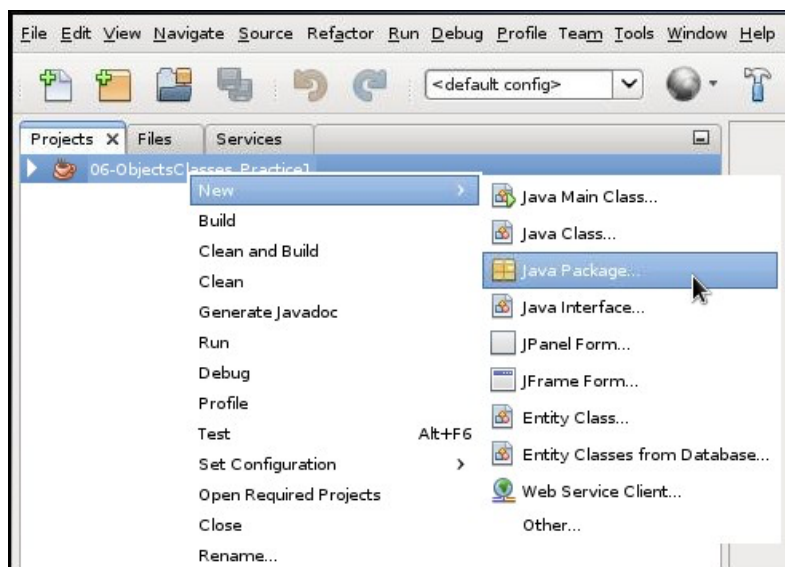 File Edit View Navigate Source Refactor Run Debug Profile Team Tools Window Help
<default config>
Projects X Files Services
06-ObjectsClasses_Practice1
New >
Build
Clean and Build
Clean
Generate Javadoc
Run
Debug
Profile
Test Alt+F6
Set Configuration >
Open Required Projects
Close
Rename...
Java Main Class...
Java Class...
Java Package...
Java Interface...
JPanel Form...
JFrame Form...
Entity Class...
Entity Classes from Database...
Web Service Client...
Other...